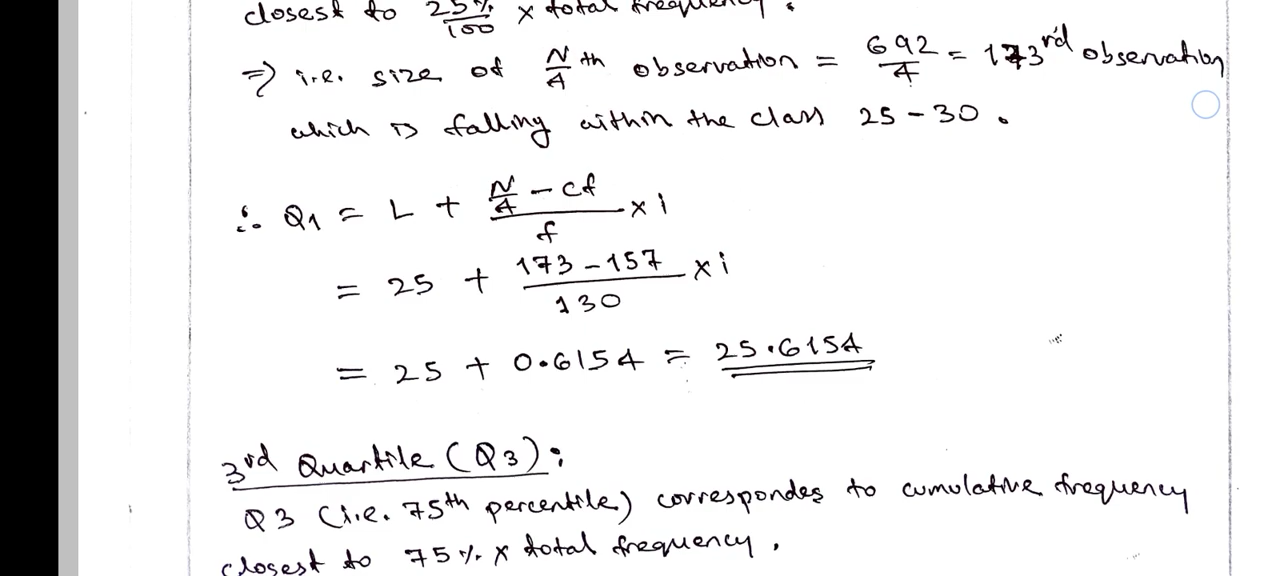 closest to 25%/100 x total frequency.
⇒ i.e. size of N/4 th observation = 692/4 = 173rd observation
which is falling within the class 25 - 30.
∴ Q1 = L + (N/4 - cf)/f x i
= 25 + (173 - 157)/130 x i
= 25 + 0.6154 = 25.6154
3rd Quartile (Q3):
Q3 (i.e. 75th percentile) correspondes to cumulative frequency
closest to 75% x total frequency.